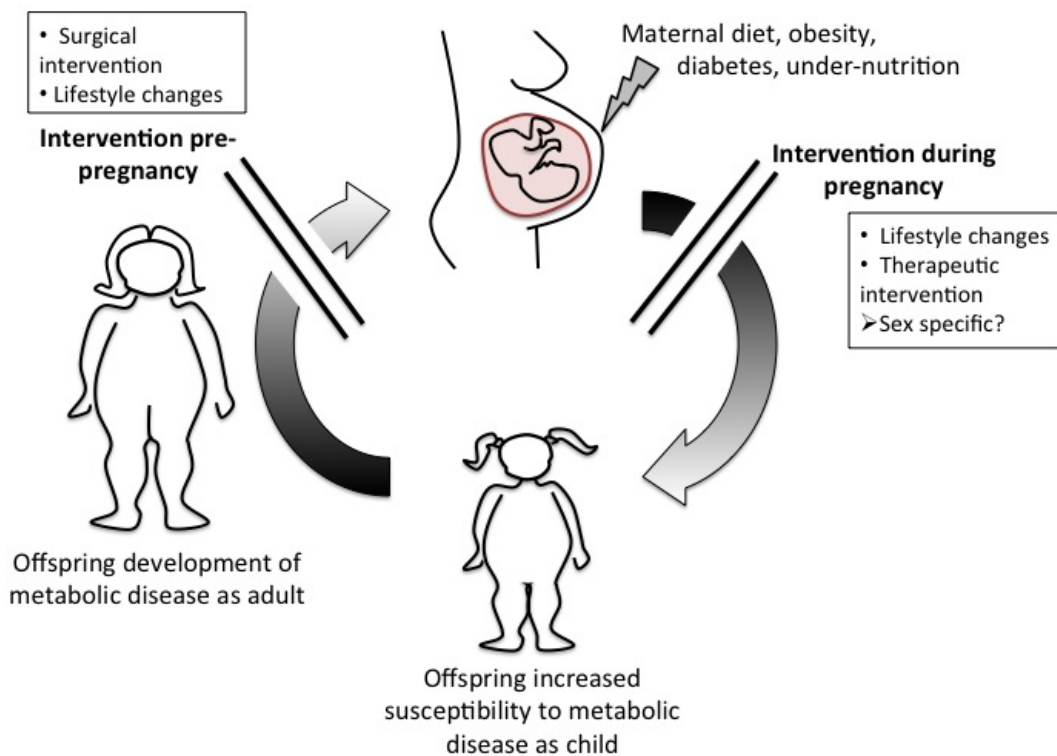 • Surgical
intervention
• Lifestyle changes
Intervention pre-
pregnancy
Maternal diet, obesity,
diabetes, under-nutrition
Intervention during
pregnancy
• Lifestyle changes
• Therapeutic
intervention
➢Sex specific?
Offspring development of
metabolic disease as adult
Offspring increased
susceptibility to metabolic
disease as child